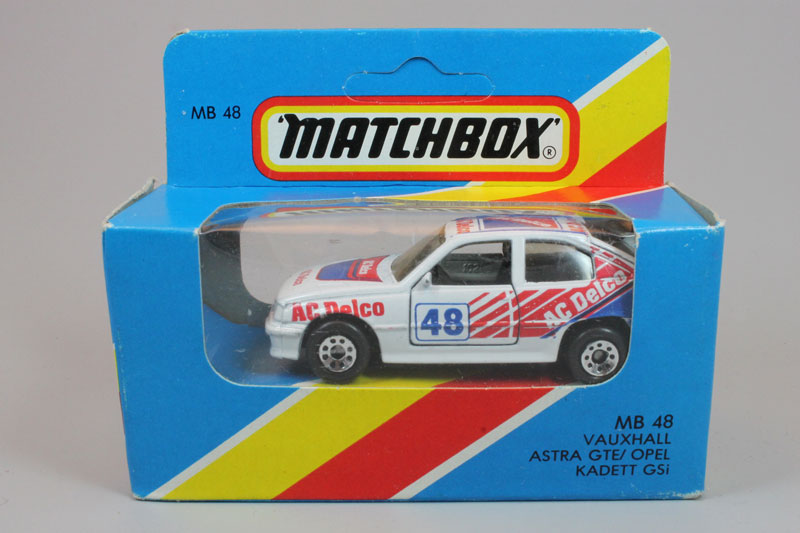 MB 48
'MATCHBOX'®
AC Delco
48
AC Delco
MB 48
VAUXHALL
ASTRA GTE/ OPEL
KADETT GSi